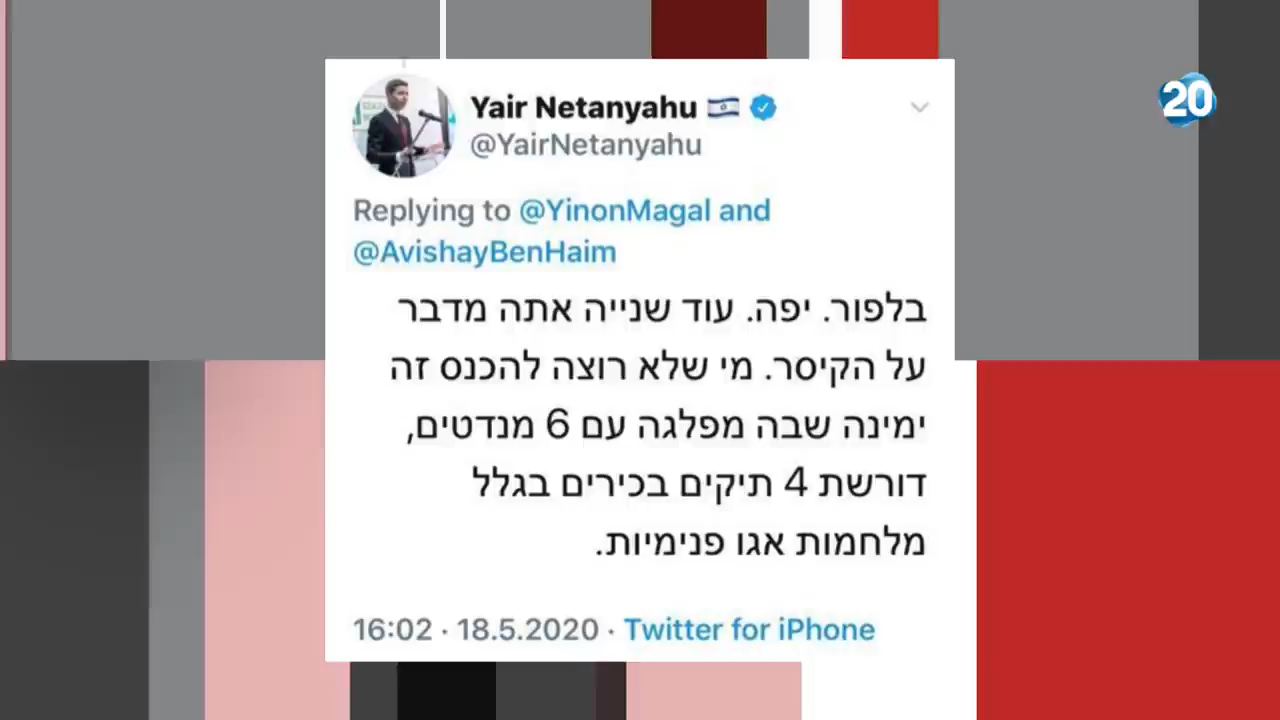 20
Yair Netanyahu 🇮🇱
@YairNetanyahu
Replying to @YinonMagal and
@AvishayBenHaim
בלפור. יפה. עוד שנייה אתה מדבר
על הקיסר. מי שלא רוצה להכנס זה
ימינה שבה מפלגה עם 6 מנדטים,
דורשת 4 תיקים בכירים בגלל
מלחמות אגו פנימיות.
16:02 · 18.5.2020 · Twitter for iPhone